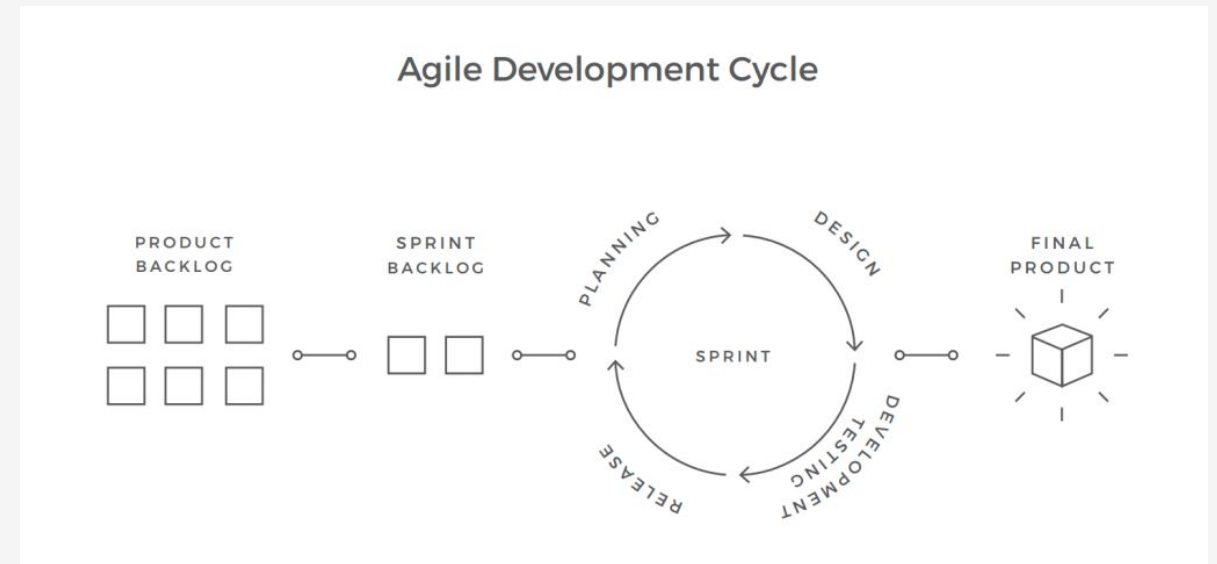 Agile Development Cycle
PRODUCT
BACKLOG
SPRINT
BACKLOG
PLANNING
DESIGN
SPRINT
DEVELOPMENT
TESTING
RELEASE
FINAL
PRODUCT